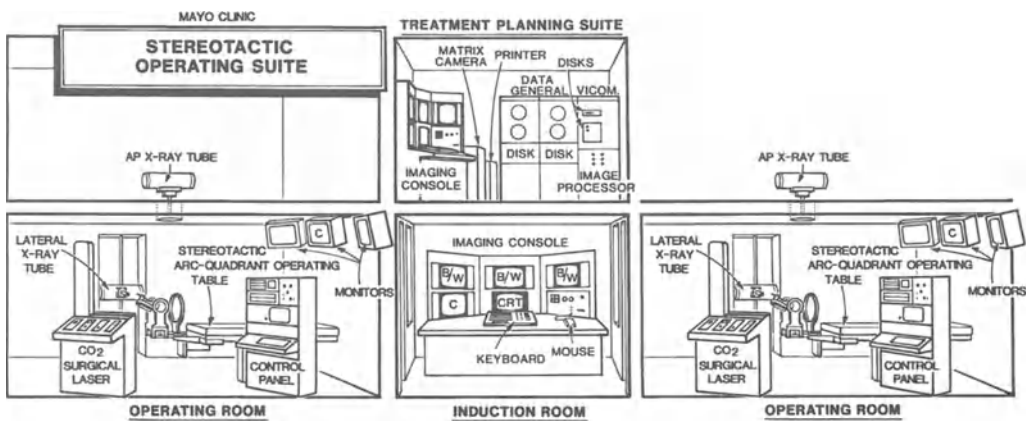 MAYO CLINIC
STEREOTACTIC
OPERATING SUITE
TREATMENT PLANNING SUITE
MATRIX
CAMERA
PRINTER
DISKS
DATA
GENERAL
VICOM
DISK
DISK
IMAGING
CONSOLE
IMAGE
PROCESSOR
AP X-RAY TUBE
LATERAL
X-RAY
TUBE
STEREOTACTIC
ARC-QUADRANT OPERATING
TABLE
C
MONITORS
CO2
SURGICAL
LASER
CONTROL
PANEL
OPERATING ROOM
IMAGING CONSOLE
B/W
B/W
B/W
C
CRT
KEYBOARD
MOUSE
INDUCTION ROOM
AP X-RAY TUBE
LATERAL
X-RAY
TUBE
STEREOTACTIC
ARC-QUADRANT OPERATING
TABLE
C
MONITORS
CO2
SURGICAL
LASER
CONTROL
PANEL
OPERATING ROOM